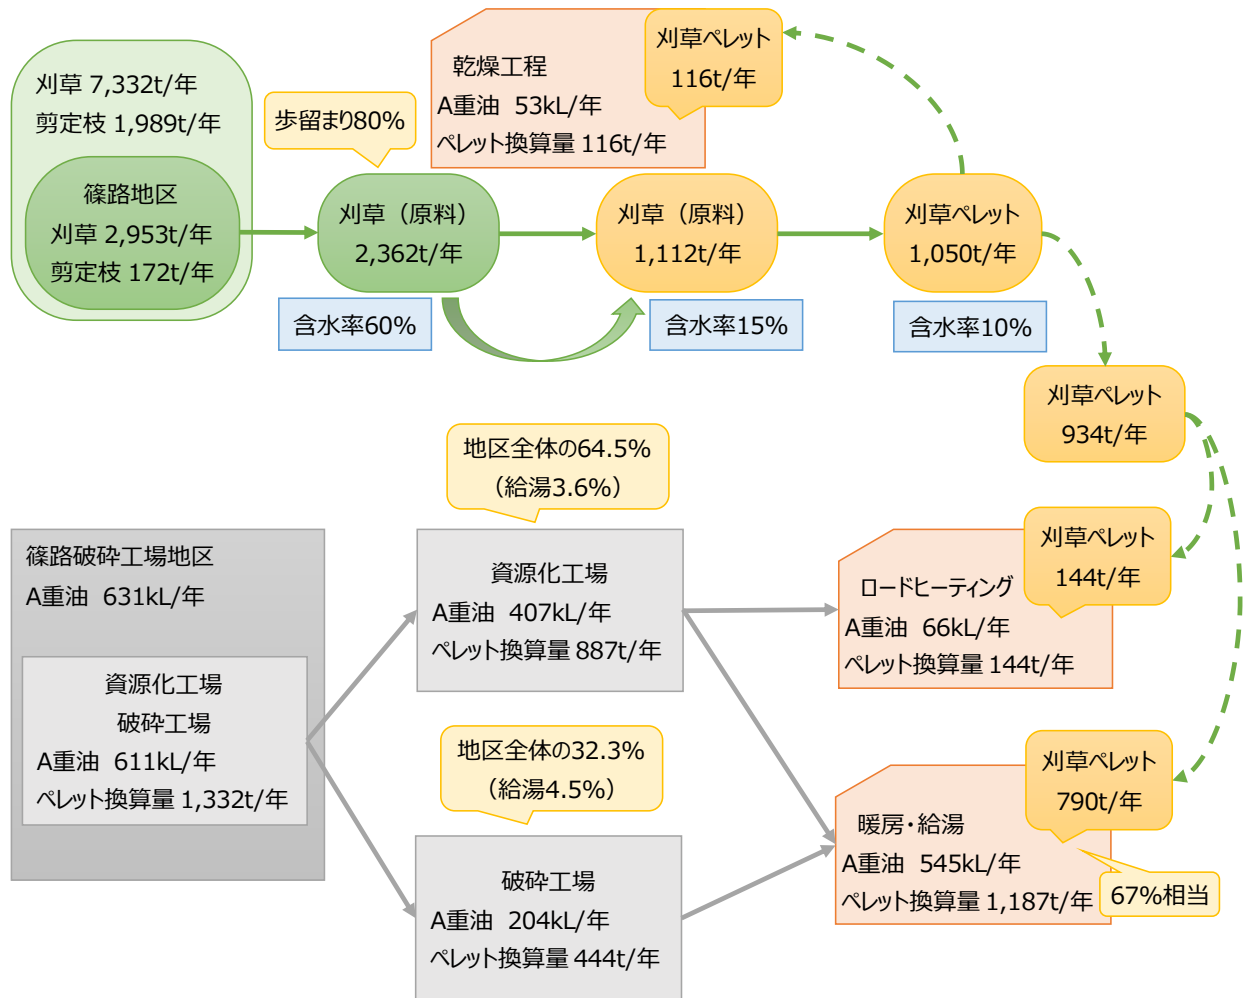 刈草 7,332t/年
剪定枝 1,989t/年
篠路地区
刈草 2,953t/年
剪定枝 172t/年
歩留まり80%
刈草（原料）
2,362t/年
含水率60%
乾燥工程
A重油 53kL/年
ペレット換算量 116t/年
刈草ペレット
116t/年
刈草（原料）
1,112t/年
含水率15%
刈草ペレット
1,050t/年
含水率10%
刈草ペレット
934t/年
篠路破砕工場地区
A重油 631kL/年
資源化工場
破砕工場
A重油 611kL/年
ペレット換算量 1,332t/年
地区全体の64.5%
（給湯3.6%）
資源化工場
A重油 407kL/年
ペレット換算量 887t/年
地区全体の32.3%
（給湯4.5%）
破砕工場
A重油 204kL/年
ペレット換算量 444t/年
刈草ペレット
144t/年
ロードヒーティング
A重油 66kL/年
ペレット換算量 144t/年
刈草ペレット
790t/年
暖房・給湯
A重油 545kL/年
ペレット換算量 1,187t/年
67%相当